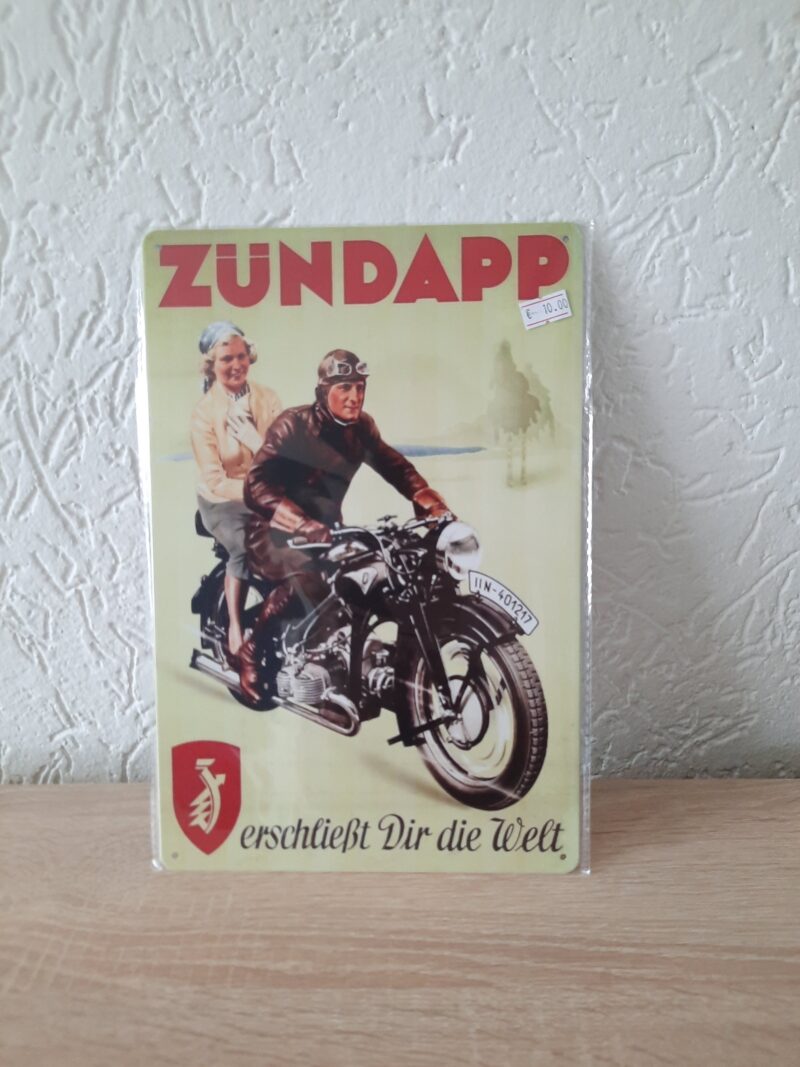 ZÜNDAPP
€ 10.00
IIN-401217
erschließt Dir die Welt